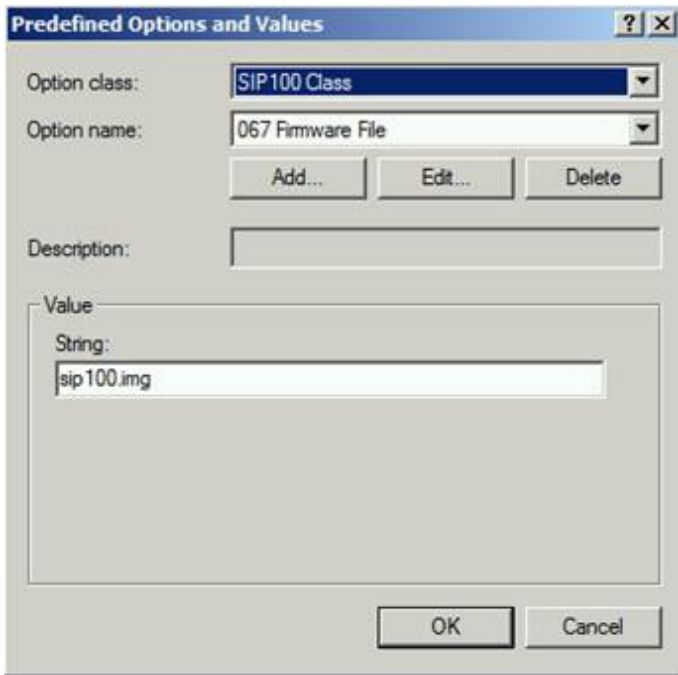 Predefined Options and Values
Option class: SIP100 Class
Option name: 067 Firmware File
Add... Edit... Delete
Description:
Value
String:
sip100.img
OK Cancel